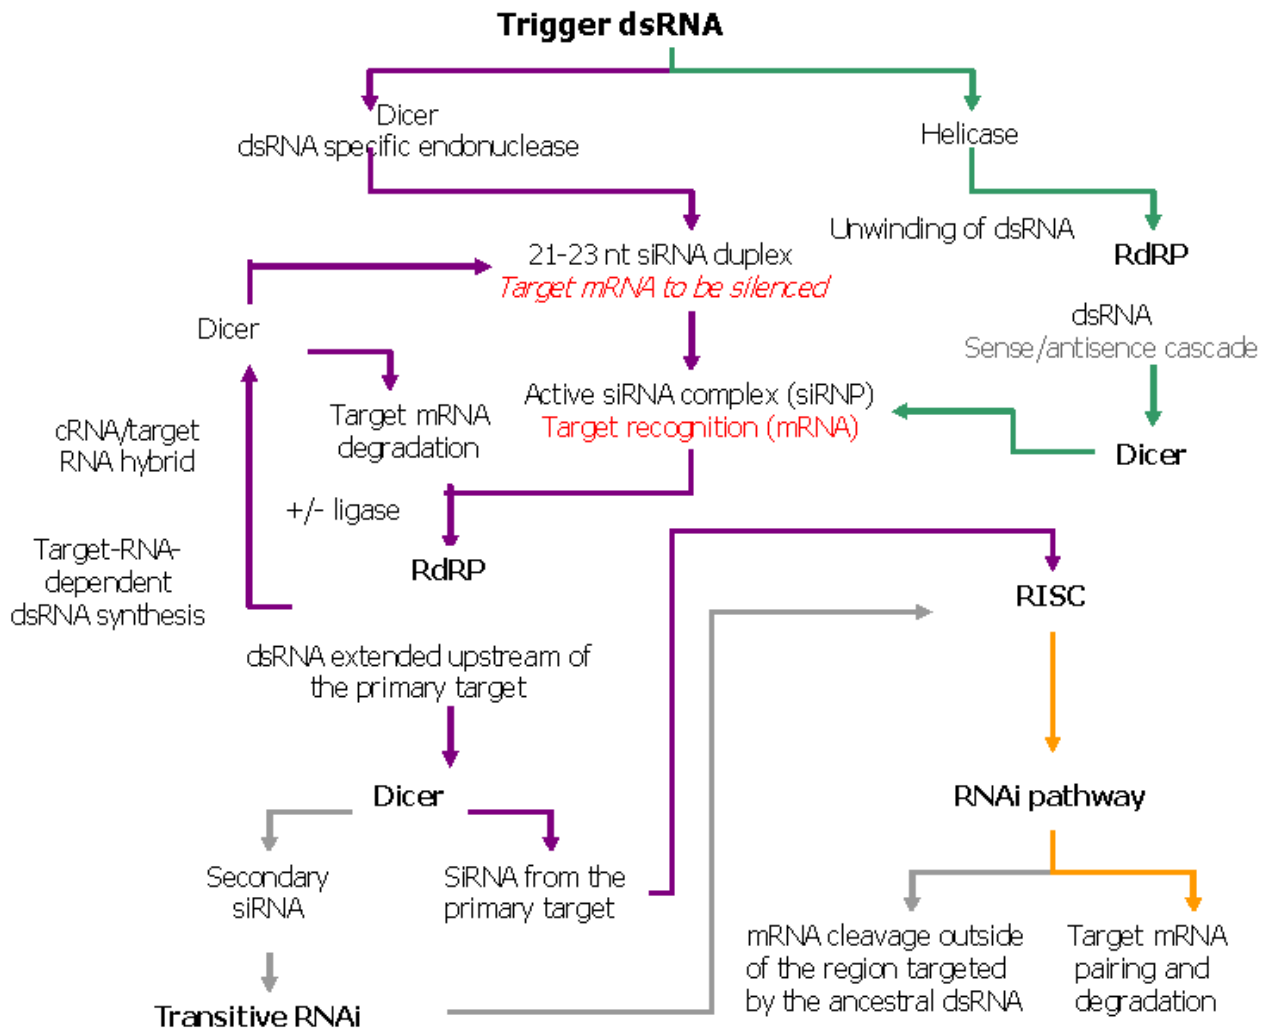 Trigger dsRNA
Dicer
dsRNA specific endonuclease
Helicase
Unwinding of dsRNA
RdRP
21-23 nt siRNA duplex
Target mRNA to be silenced
dsRNA
Sense/antisence cascade
Dicer
Target mRNA
degradation
Active siRNA complex (siRNP)
Target recognition (mRNA)
Dicer
cRNA/target
RNA hybrid
+/- ligase
RdRP
Target-RNA-
dependent
dsRNA synthesis
RISC
dsRNA extended upstream of
the primary target
Dicer
RNAi pathway
Secondary
siRNA
SiRNA from the
primary target
mRNA cleavage outside
of the region targeted
by the ancestral dsRNA
Target mRNA
pairing and
degradation
Transitive RNAi